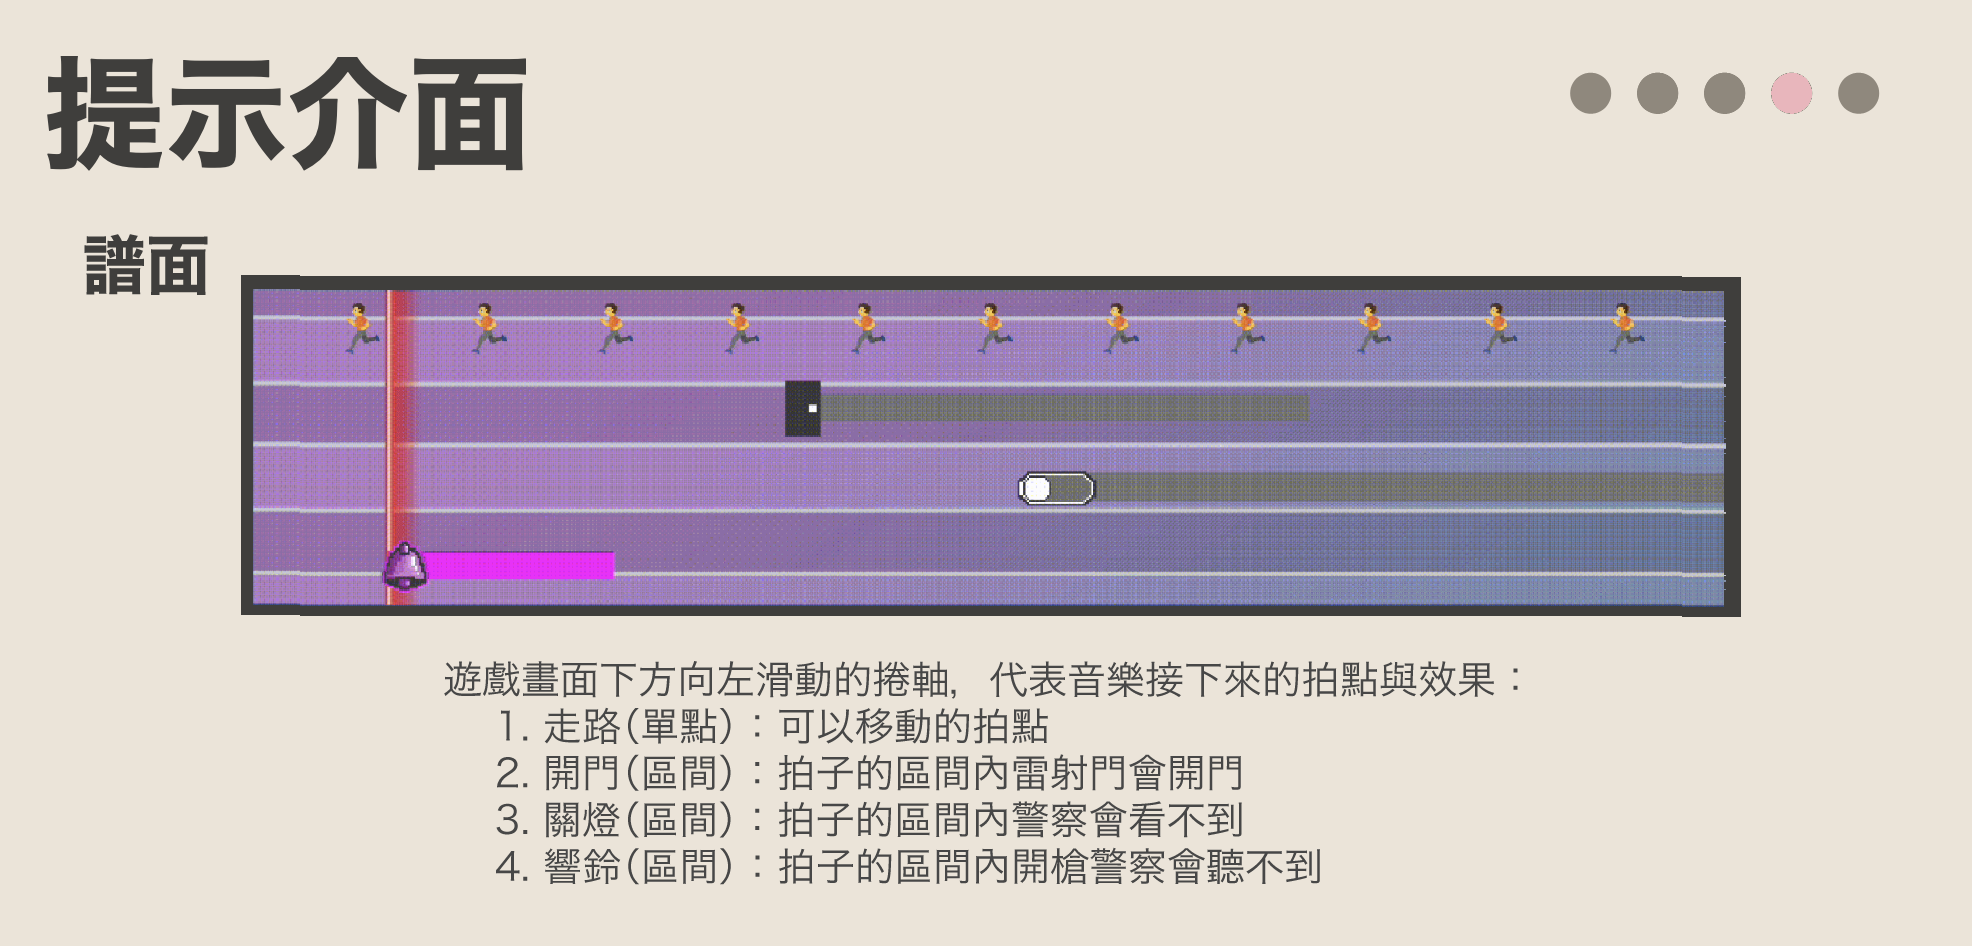 提示介面
譜面
遊戲畫面下方向左滑動的捲軸，代表音樂接下來的拍點與效果：
1. 走路（單點）：可以移動的拍點
2. 開門（區間）：拍子的區間內雷射門會開門
3. 關燈（區間）：拍子的區間內警察會看不到
4. 響鈴（區間）：拍子的區間內開槍警察會聽不到